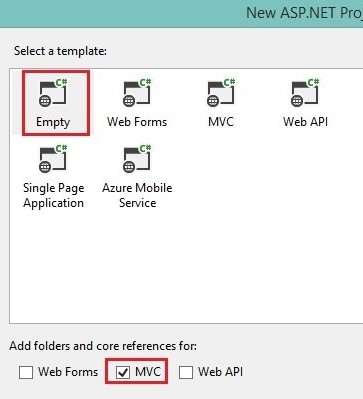 New ASP.NET Proj
Select a template:
C# C# C# C#
Empty Web Forms MVC Web API
C# C#
Single Page Azure Mobile
Application Service
Add folders and core references for:
Web Forms MVC Web API